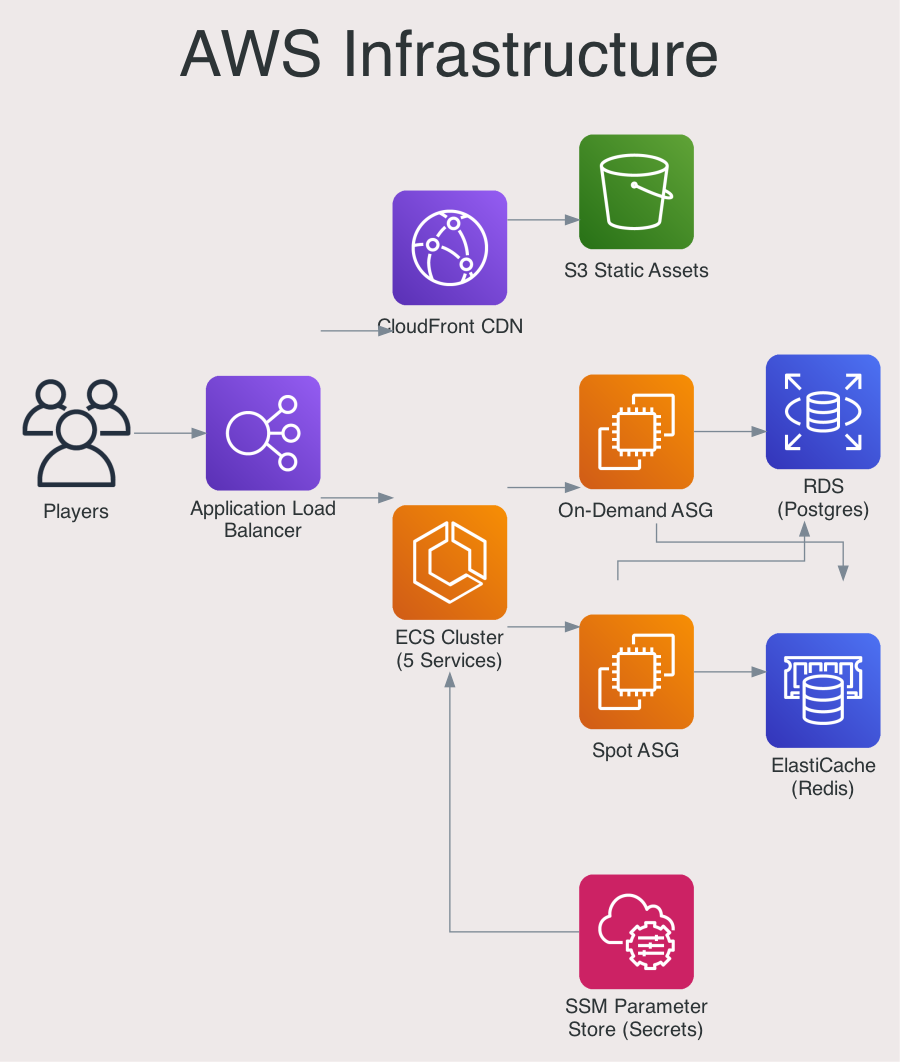 AWS Infrastructure
S3 Static Assets
CloudFront CDN
Players
Application Load
Balancer
On-Demand ASG
RDS
(Postgres)
ECS Cluster
(5 Services)
Spot ASG
ElastiCache
(Redis)
SSM Parameter
Store (Secrets)